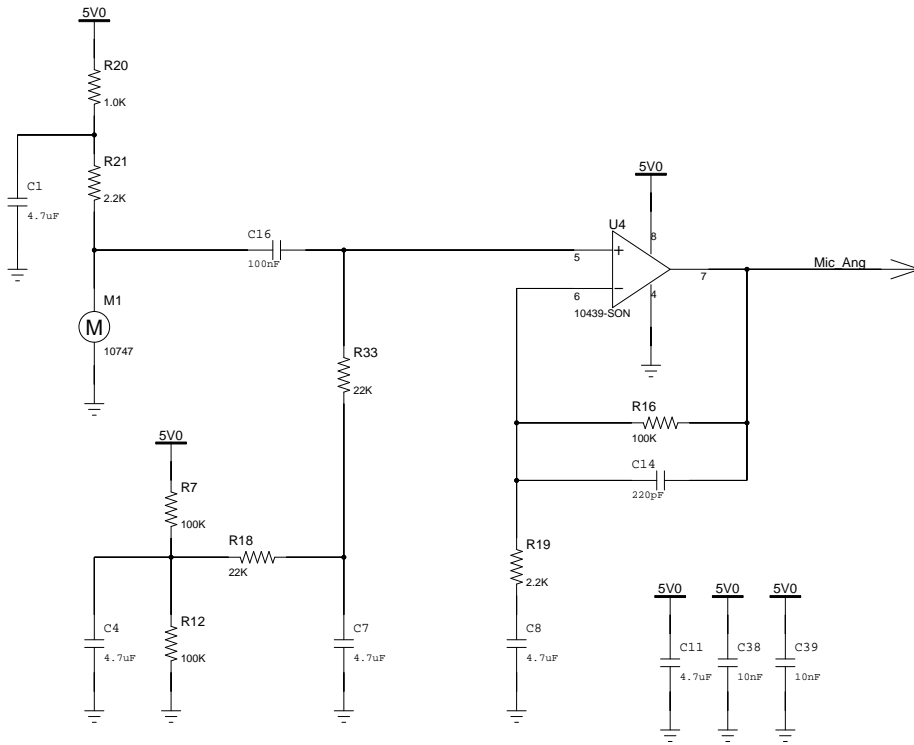 5V0
R20
1.0K
R21
2.2K
C1
4.7uF
5V0
U4
C16
100nF
5
+
8
6
−
4
7
Mic_Ang
10439-SON
M1
M
10747
R33
22K
R16
100K
5V0
C14
220pF
R7
100K
R18
22K
R19
2.2K
5V0
5V0
5V0
C4
4.7uF
R12
100K
C7
4.7uF
C8
4.7uF
C11
4.7uF
C38
10nF
C39
10nF